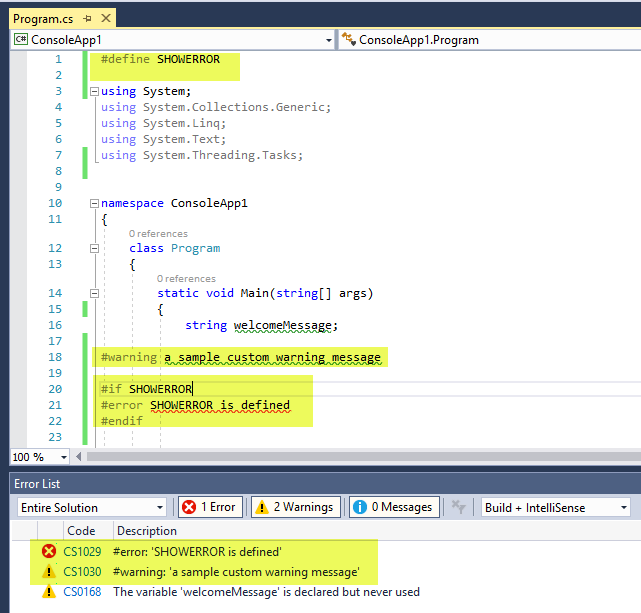 Program.cs
C# ConsoleApp1 ConsoleApp1.Program
1 #define SHOWERROR
2
3 using System;
4 using System.Collections.Generic;
5 using System.Linq;
6 using System.Text;
7 using System.Threading.Tasks;
8
9
10 namespace ConsoleApp1
11 {
0 references
12 class Program
13 {
0 references
14 static void Main(string[] args)
15 {
16 string welcomeMessage;
17
18 #warning a sample custom warning message
19
20 #if SHOWERROR
21 #error SHOWERROR is defined
22 #endif
23
100 %
Error List
Entire Solution 1 Error 2 Warnings 0 Messages Build + IntelliSense
Code Description
CS1029 #error: 'SHOWERROR is defined'
CS1030 #warning: 'a sample custom warning message'
CS0168 The variable 'welcomeMessage' is declared but never used